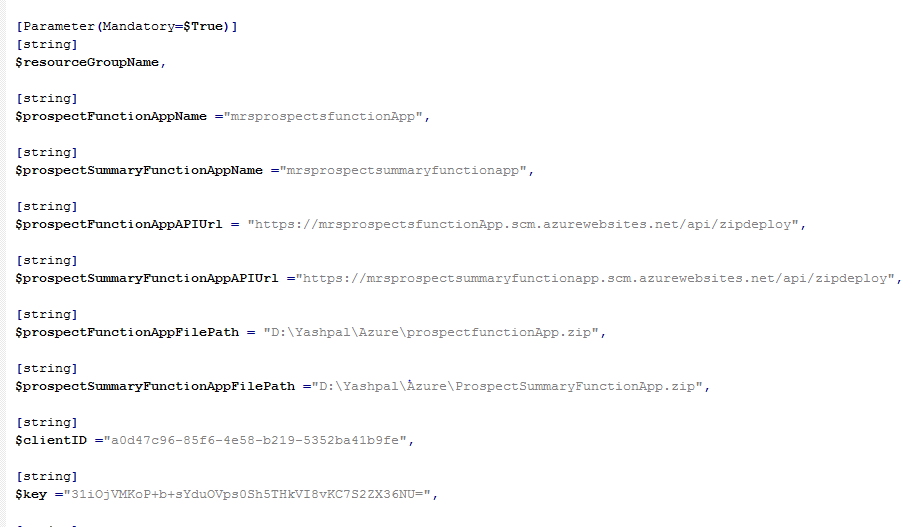 [Parameter(Mandatory=$True)]
[string]
$resourceGroupName,
[string]
$prospectFunctionAppName ="mrsprospectsfunctionApp",
[string]
$prospectSummaryFunctionAppName ="mrsprospectsummaryfunctionapp",
[string]
$prospectFunctionAppAPIUrl = "https://mrsprospectsfunctionApp.scm.azurewebsites.net/api/zipdeploy",
[string]
$prospectSummaryFunctionAppAPIUrl ="https://mrsprospectsummaryfunctionapp.scm.azurewebsites.net/api/zipdeploy",
[string]
$prospectFunctionAppFilePath = "D:\Yashpal\Azure\prospectfunctionApp.zip",
[string]
$prospectSummaryFunctionAppFilePath ="D:\Yashpal\Azure\ProspectSummaryFunctionApp.zip",
[string]
$clientID ="a0d47c96-85f6-4e58-b219-5352ba41b9fe",
[string]
$key ="31iOjVMKoP+b+sYduOVps0Sh5THkVI8vKC7S2ZX36NU=",